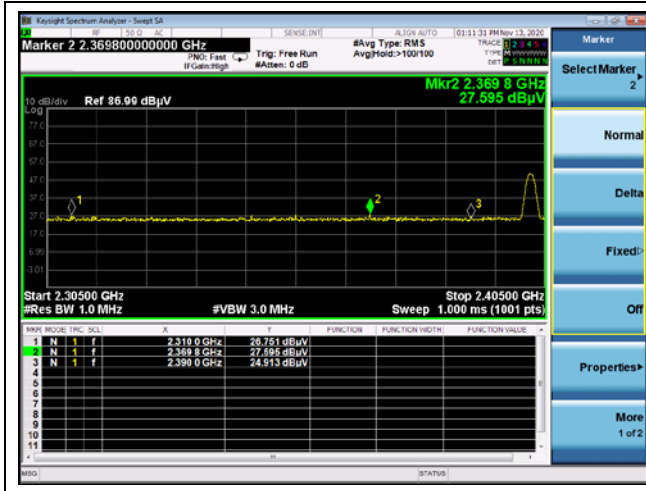 Keysight Spectrum Analyzer - Swept SA
RF 50 Ω AC SENSE:INT ALIGN AUTO 01:11:31 PM Nov 13, 2020
Marker 2 2.369800000000 GHz
PNO: Fast
IFGain:High
Trig: Free Run
#Atten: 0 dB
#Avg Type: RMS
Avg|Hold:>100/100
TRACE 1 2 3 4 5 6
TYPE M WWWWW
DET P S N N N N
Mkr2 2.369 8 GHz
27.595 dBµV
10 dB/div Ref 86.99 dBµV
Log
77.0
67.0
57.0
47.0
37.0
27.0
17.0
6.99
-3.01
1
2
3
Start 2.30500 GHz Stop 2.40500 GHz
#Res BW 1.0 MHz #VBW 3.0 MHz Sweep 1.000 ms (1001 pts)
MKR MODE TRC SCL X Y FUNCTION FUNCTION WIDTH FUNCTION VALUE
1 N 1 f 2.310 0 GHz 26.751 dBµV
2 N 1 f 2.369 8 GHz 27.595 dBµV
3 N 1 f 2.390 0 GHz 24.913 dBµV
4
5
6
7
8
9
10
11
MSG STATUS
Marker
Select Marker
2
Normal
Delta
Fixed
Off
Properties
More
1 of 2